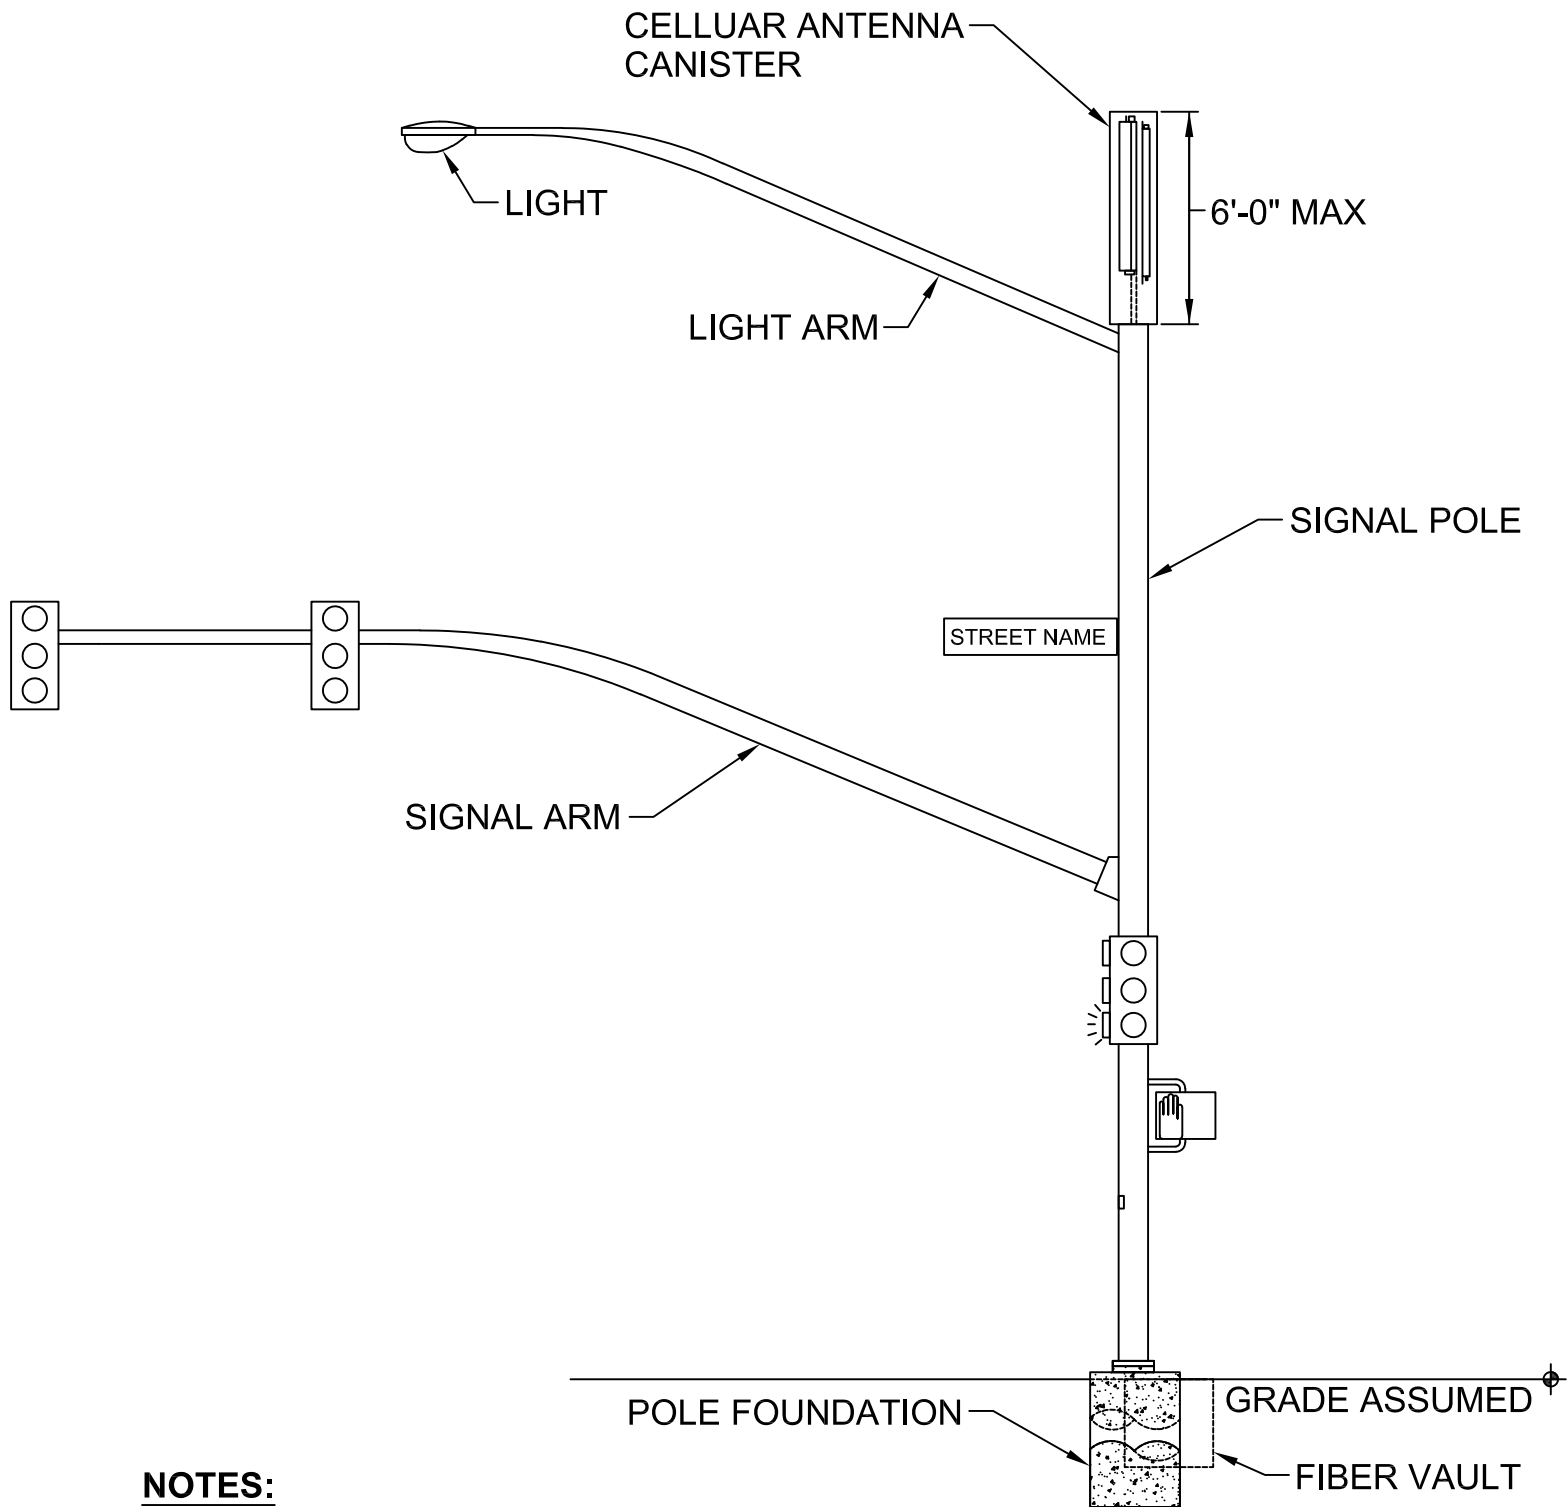 CELLUAR ANTENNA
CANISTER
LIGHT
6'-0" MAX
LIGHT ARM
SIGNAL POLE
STREET NAME
SIGNAL ARM
GRADE ASSUMED
POLE FOUNDATION
FIBER VAULT
NOTES: